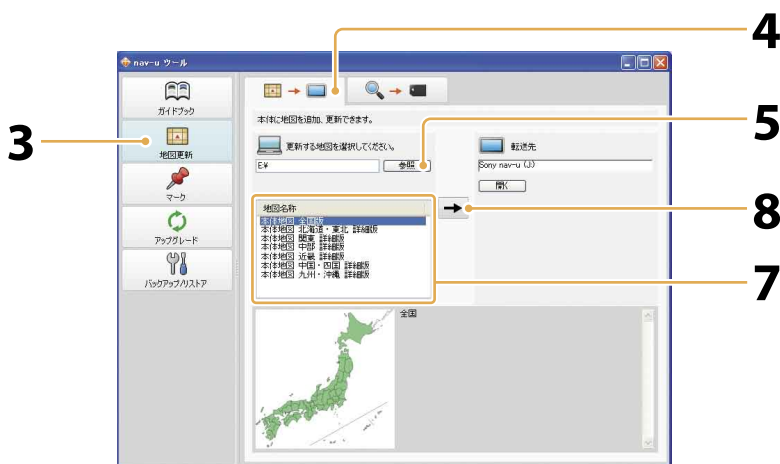 4
nav-u ツール
ガイドブック
本体に地図を追加、更新できます。
5
3
地図更新
更新する地図を選択してください。
転送先
E:¥
参照
Sony nav-u (J:)
開く
マーク
8
地図名称
本体地図 全国版
本体地図 北海道・東北 詳細版
本体地図 関東 詳細版
本体地図 中部 詳細版
本体地図 近畿 詳細版
本体地図 中国・四国 詳細版
本体地図 九州・沖縄 詳細版
アップグレード
7
バックアップ/リストア
全国